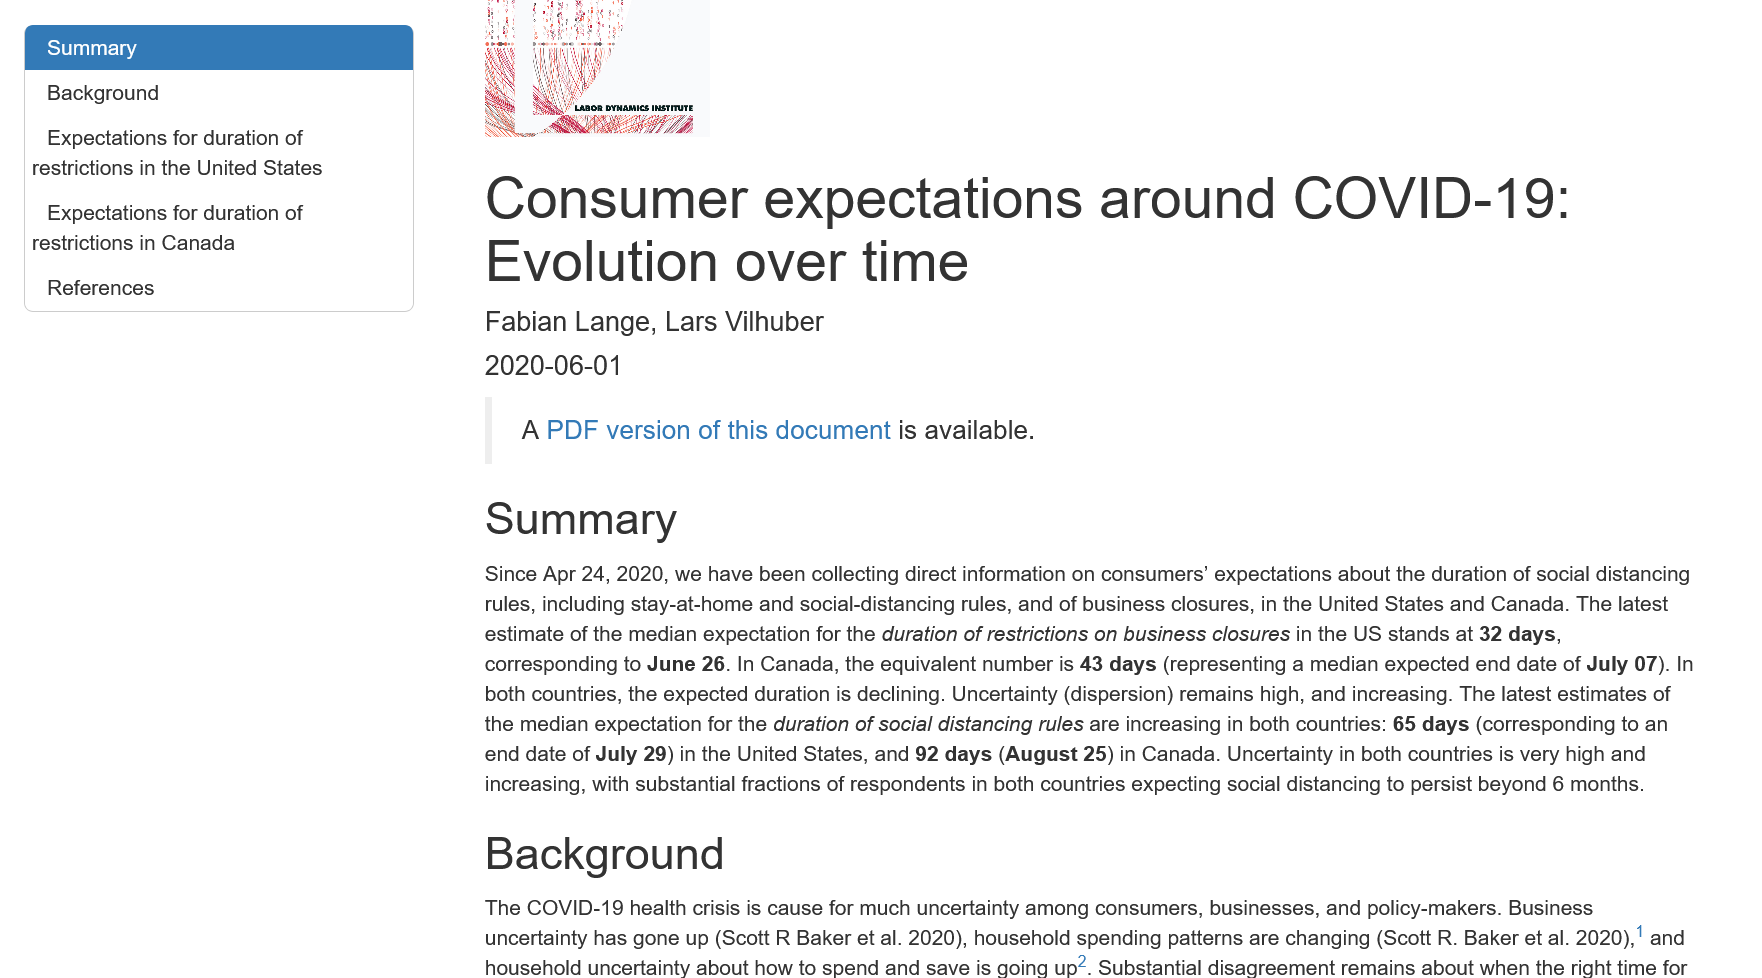 Summary
Background
Expectations for duration of
restrictions in the United States
Expectations for duration of
restrictions in Canada
References
LABOR DYNAMICS INSTITUTE
Consumer expectations around COVID-19:
Evolution over time
Fabian Lange, Lars Vilhuber
2020-06-01
A PDF version of this document is available.
Summary
Since Apr 24, 2020, we have been collecting direct information on consumers’ expectations about the duration of social distancing
rules, including stay-at-home and social-distancing rules, and of business closures, in the United States and Canada. The latest
estimate of the median expectation for the duration of restrictions on business closures in the US stands at 32 days,
corresponding to June 26. In Canada, the equivalent number is 43 days (representing a median expected end date of July 07). In
both countries, the expected duration is declining. Uncertainty (dispersion) remains high, and increasing. The latest estimates of
the median expectation for the duration of social distancing rules are increasing in both countries: 65 days (corresponding to an
end date of July 29) in the United States, and 92 days (August 25) in Canada. Uncertainty in both countries is very high and
increasing, with substantial fractions of respondents in both countries expecting social distancing to persist beyond 6 months.
Background
The COVID-19 health crisis is cause for much uncertainty among consumers, businesses, and policy-makers. Business
uncertainty has gone up (Scott R Baker et al. 2020), household spending patterns are changing (Scott R. Baker et al. 2020),1 and
household uncertainty about how to spend and save is going up2. Substantial disagreement remains about when the right time for